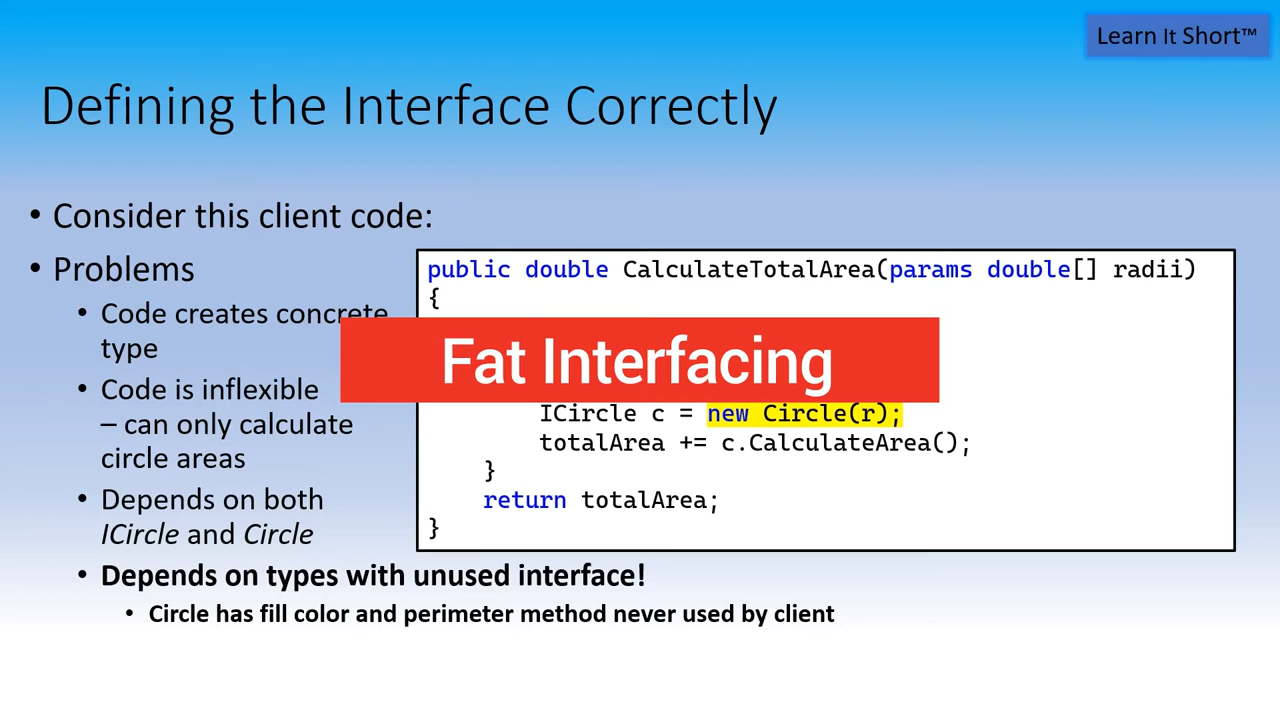 Learn It Short™
Defining the Interface Correctly
• Consider this client code:
• Problems
• Code creates concrete
type
• Code is inflexible
– can only calculate
circle areas
• Depends on both
ICircle and Circle
• Depends on types with unused interface!
• Circle has fill color and perimeter method never used by client
public double CalculateTotalArea(params double[] radii)
{
Fat Interfacing
ICircle c = new Circle(r);
totalArea += c.CalculateArea();
}
return totalArea;
}